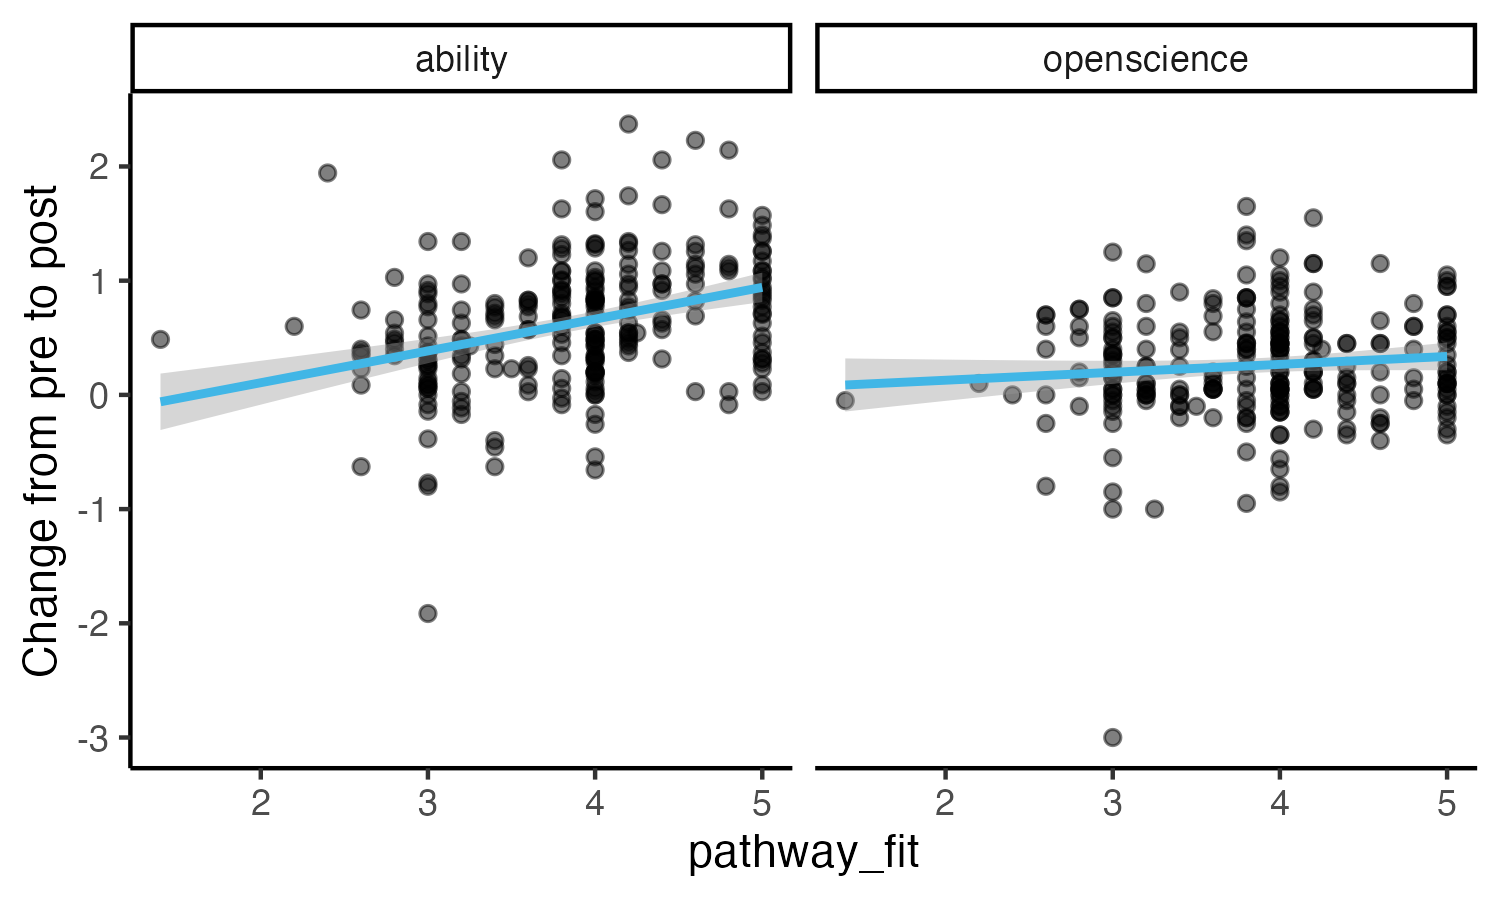 ability
openscience
Change from pre to post
2
1
0
-1
-2
-3
2 3 4 5
2 3 4 5
pathway_fit